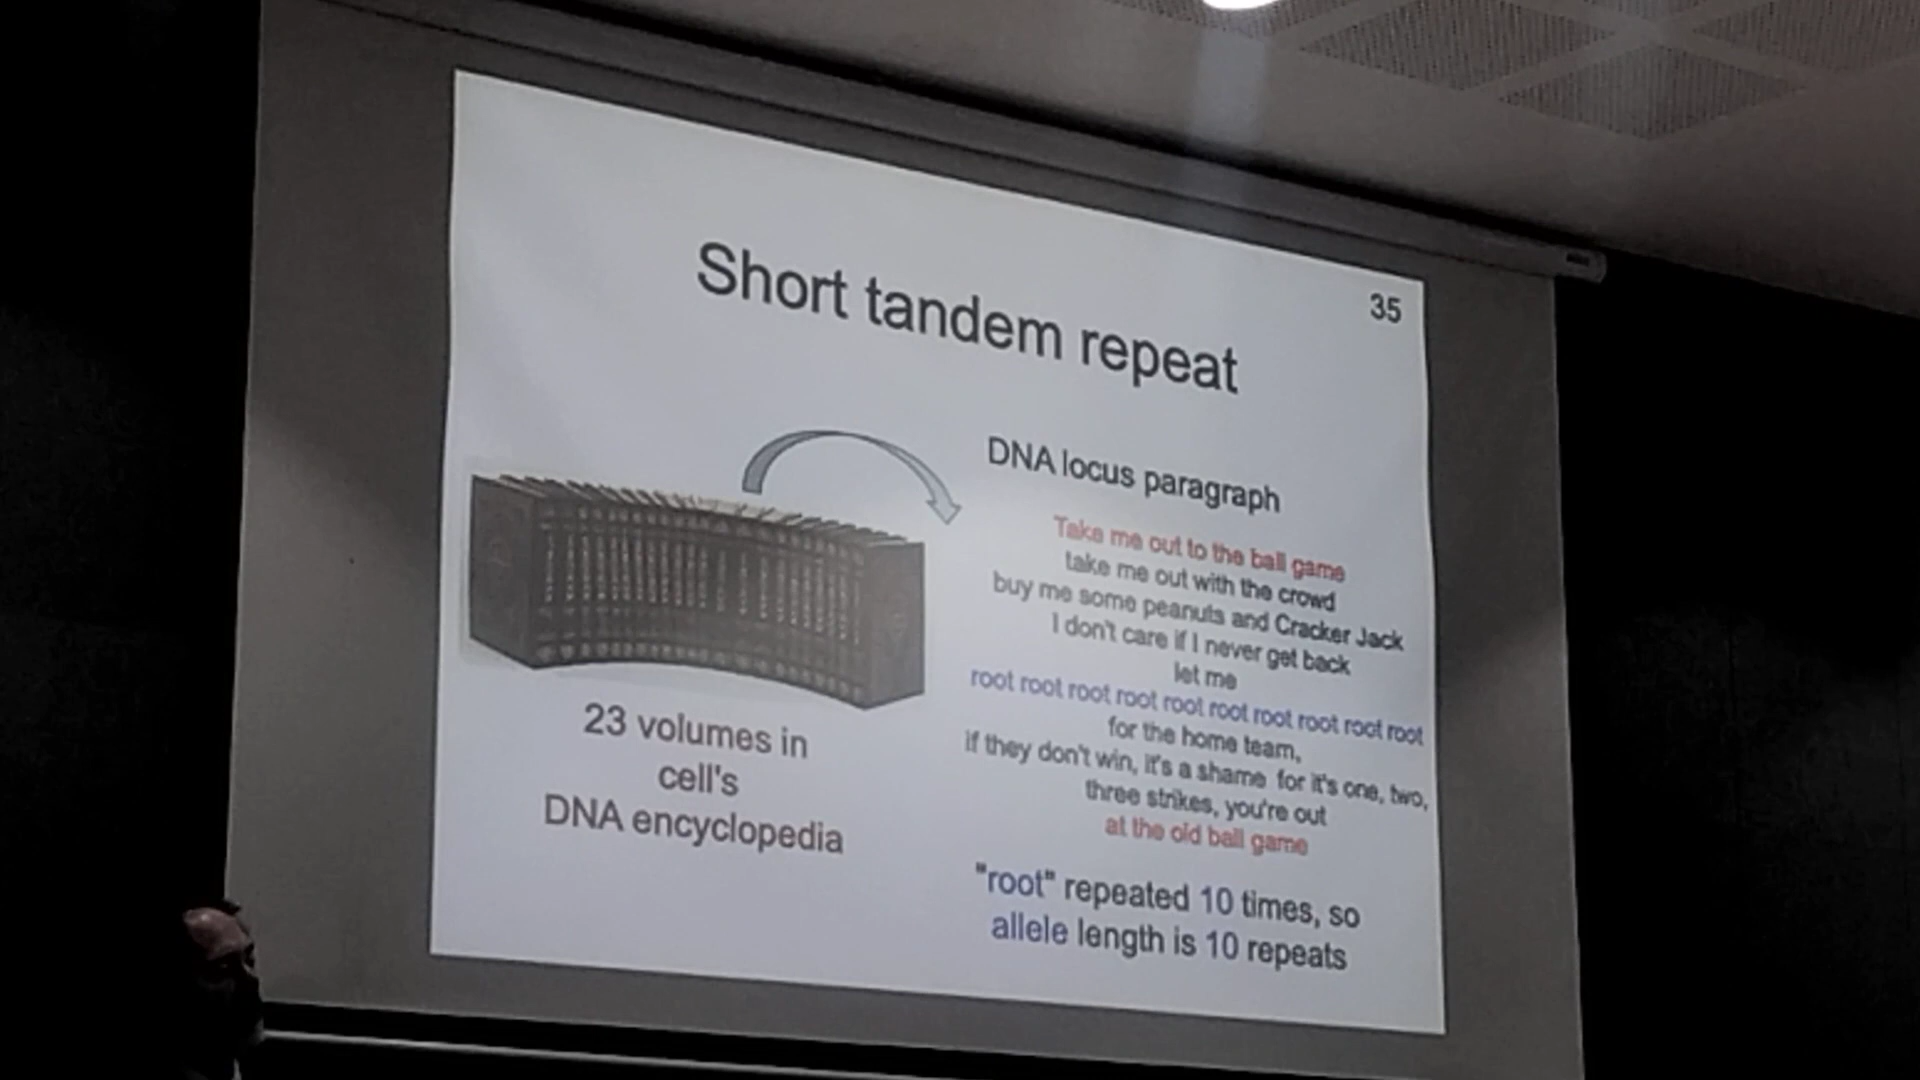 35
Short tandem repeat
DNA locus paragraph
Take me out to the ball game
take me out with the crowd
buy me some peanuts and Cracker Jack
I don't care if I never get back
let me
root root root root root root root root root root
for the home team,
if they don't win, it's a shame for it's one, two,
three strikes, you're out
at the old ball game
23 volumes in
cell's
DNA encyclopedia
"root" repeated 10 times, so
allele length is 10 repeats